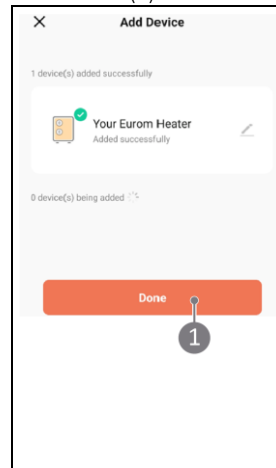 Add Device
1 device(s) added successfully
Your Eurom Heater
Added successfully
0 device(s) being added
Done
1